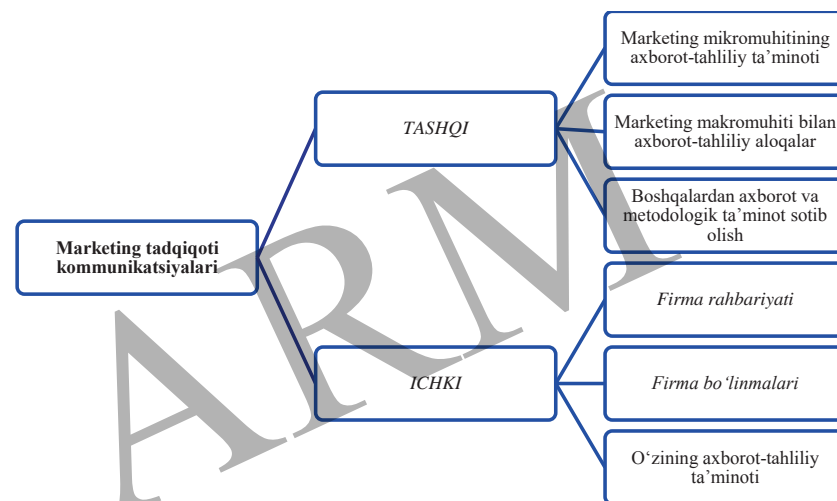 Marketing tadqiqoti
kommunikatsiyalari
TASHQI
Marketing mikromuhitining
axborot-tahliliy ta’minoti
Marketing makromuhiti bilan
axborot-tahliliy aloqalar
Boshqalardan axborot va
metodologik ta’minot sotib
olish
ICHKI
Firma rahbariyati
Firma bo‘linmalari
O‘zining axborot-tahliliy
ta’minoti
ARM